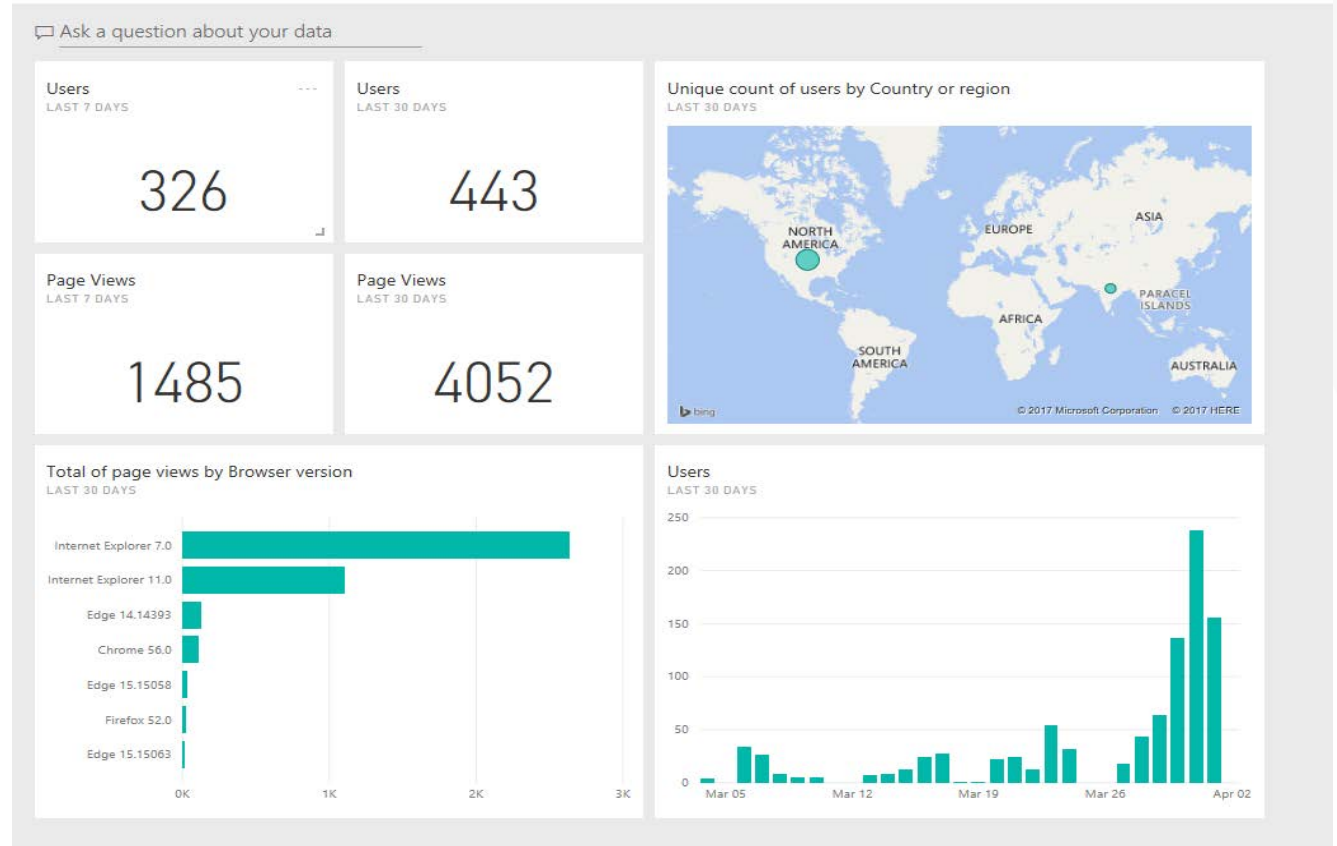 Ask a question about your data
Users
LAST 7 DAYS
326
Users
LAST 30 DAYS
443
Unique count of users by Country or region
LAST 30 DAYS
NORTH
AMERICA
EUROPE
ASIA
PARACEL
ISLANDS
AFRICA
SOUTH
AMERICA
AUSTRALIA
bing
© 2017 Microsoft Corporation © 2017 HERE
Page Views
LAST 7 DAYS
1485
Page Views
LAST 30 DAYS
4052
Total of page views by Browser version
LAST 30 DAYS
Internet Explorer 7.0
Internet Explorer 11.0
Edge 14.14393
Chrome 56.0
Edge 15.15058
Firefox 52.0
Edge 15.15063
0K 1K 2K 3K
Users
LAST 30 DAYS
250
200
150
100
50
0
Mar 05 Mar 12 Mar 19 Mar 26 Apr 02